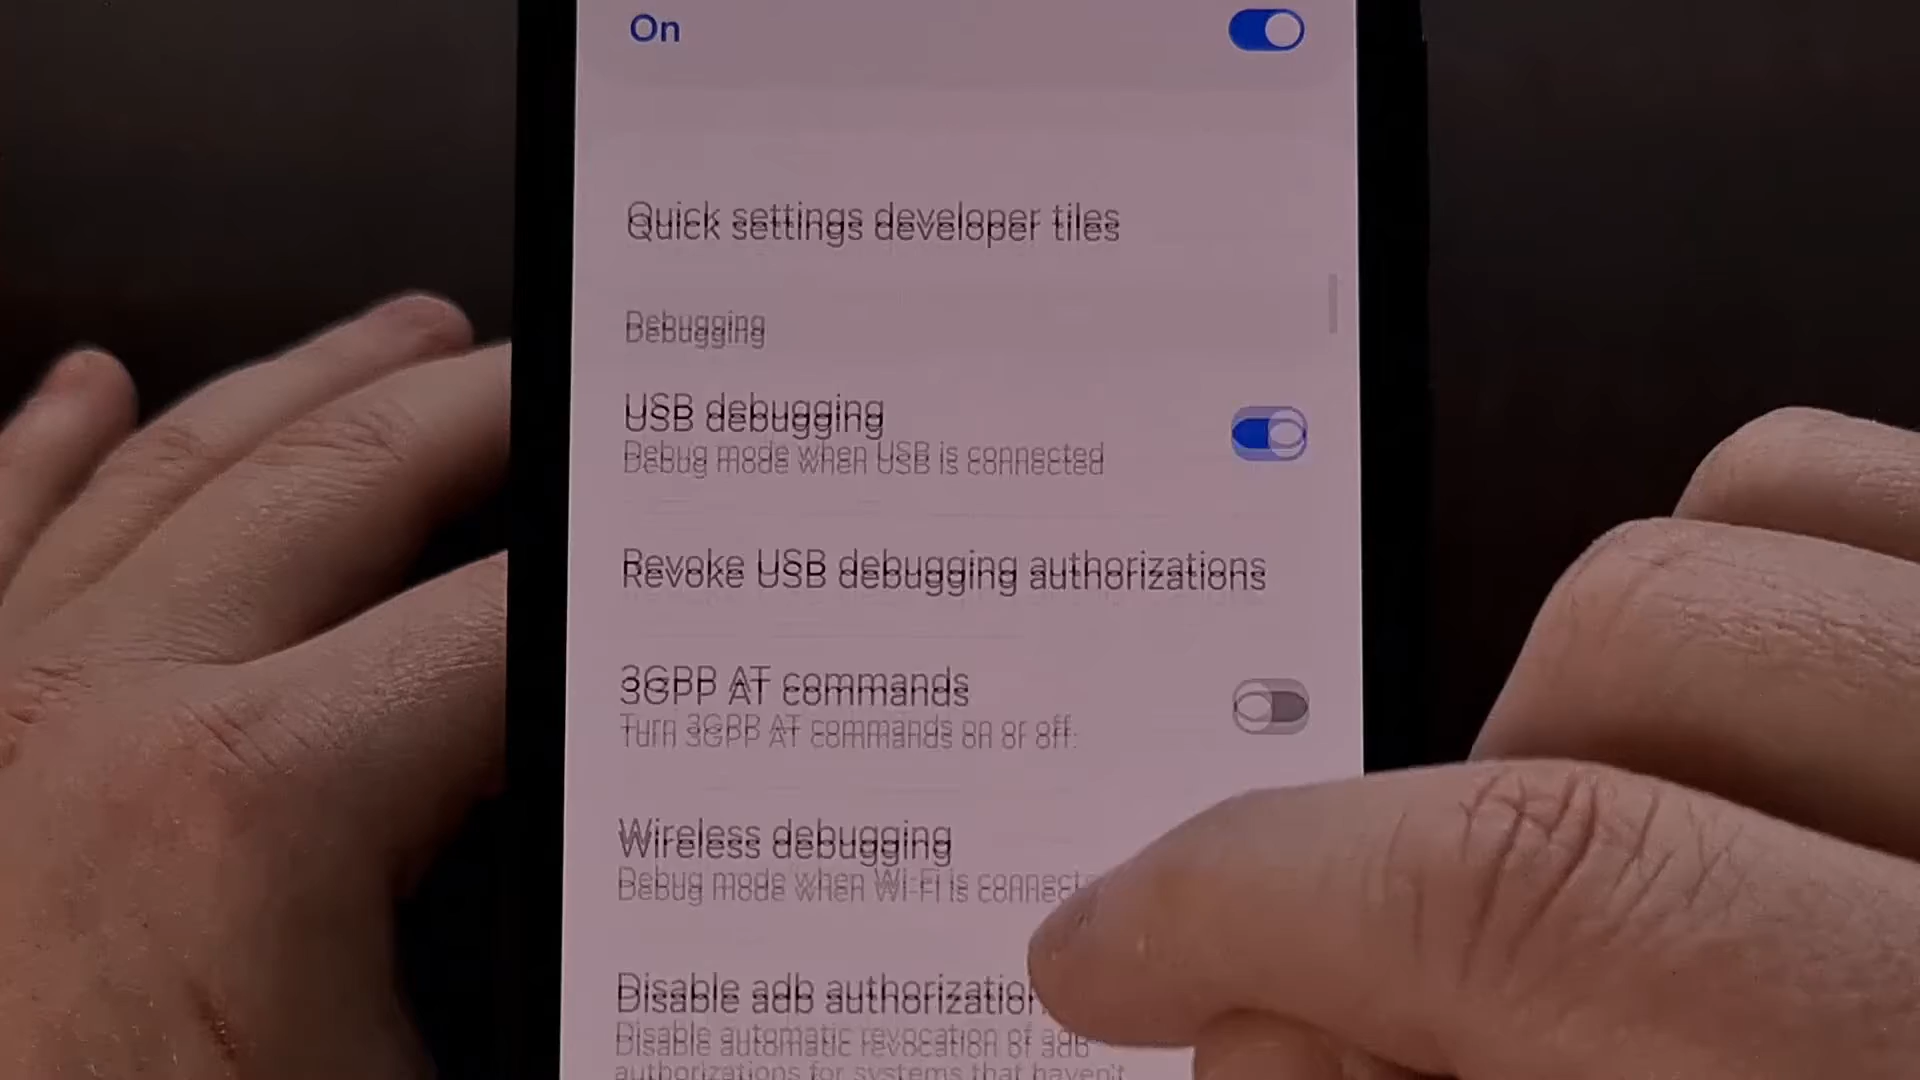 On
Quick settings developer tiles
Debugging
USB debugging
Debug mode when USB is connected
Revoke USB debugging authorizations
3GPP AT commands
Turn 3GPP AT commands on or off.
Wireless debugging
Debug mode when Wi-Fi is connect
Disable adb authorization
Disable automatic revocation of adb
authorizations for systems that haven't